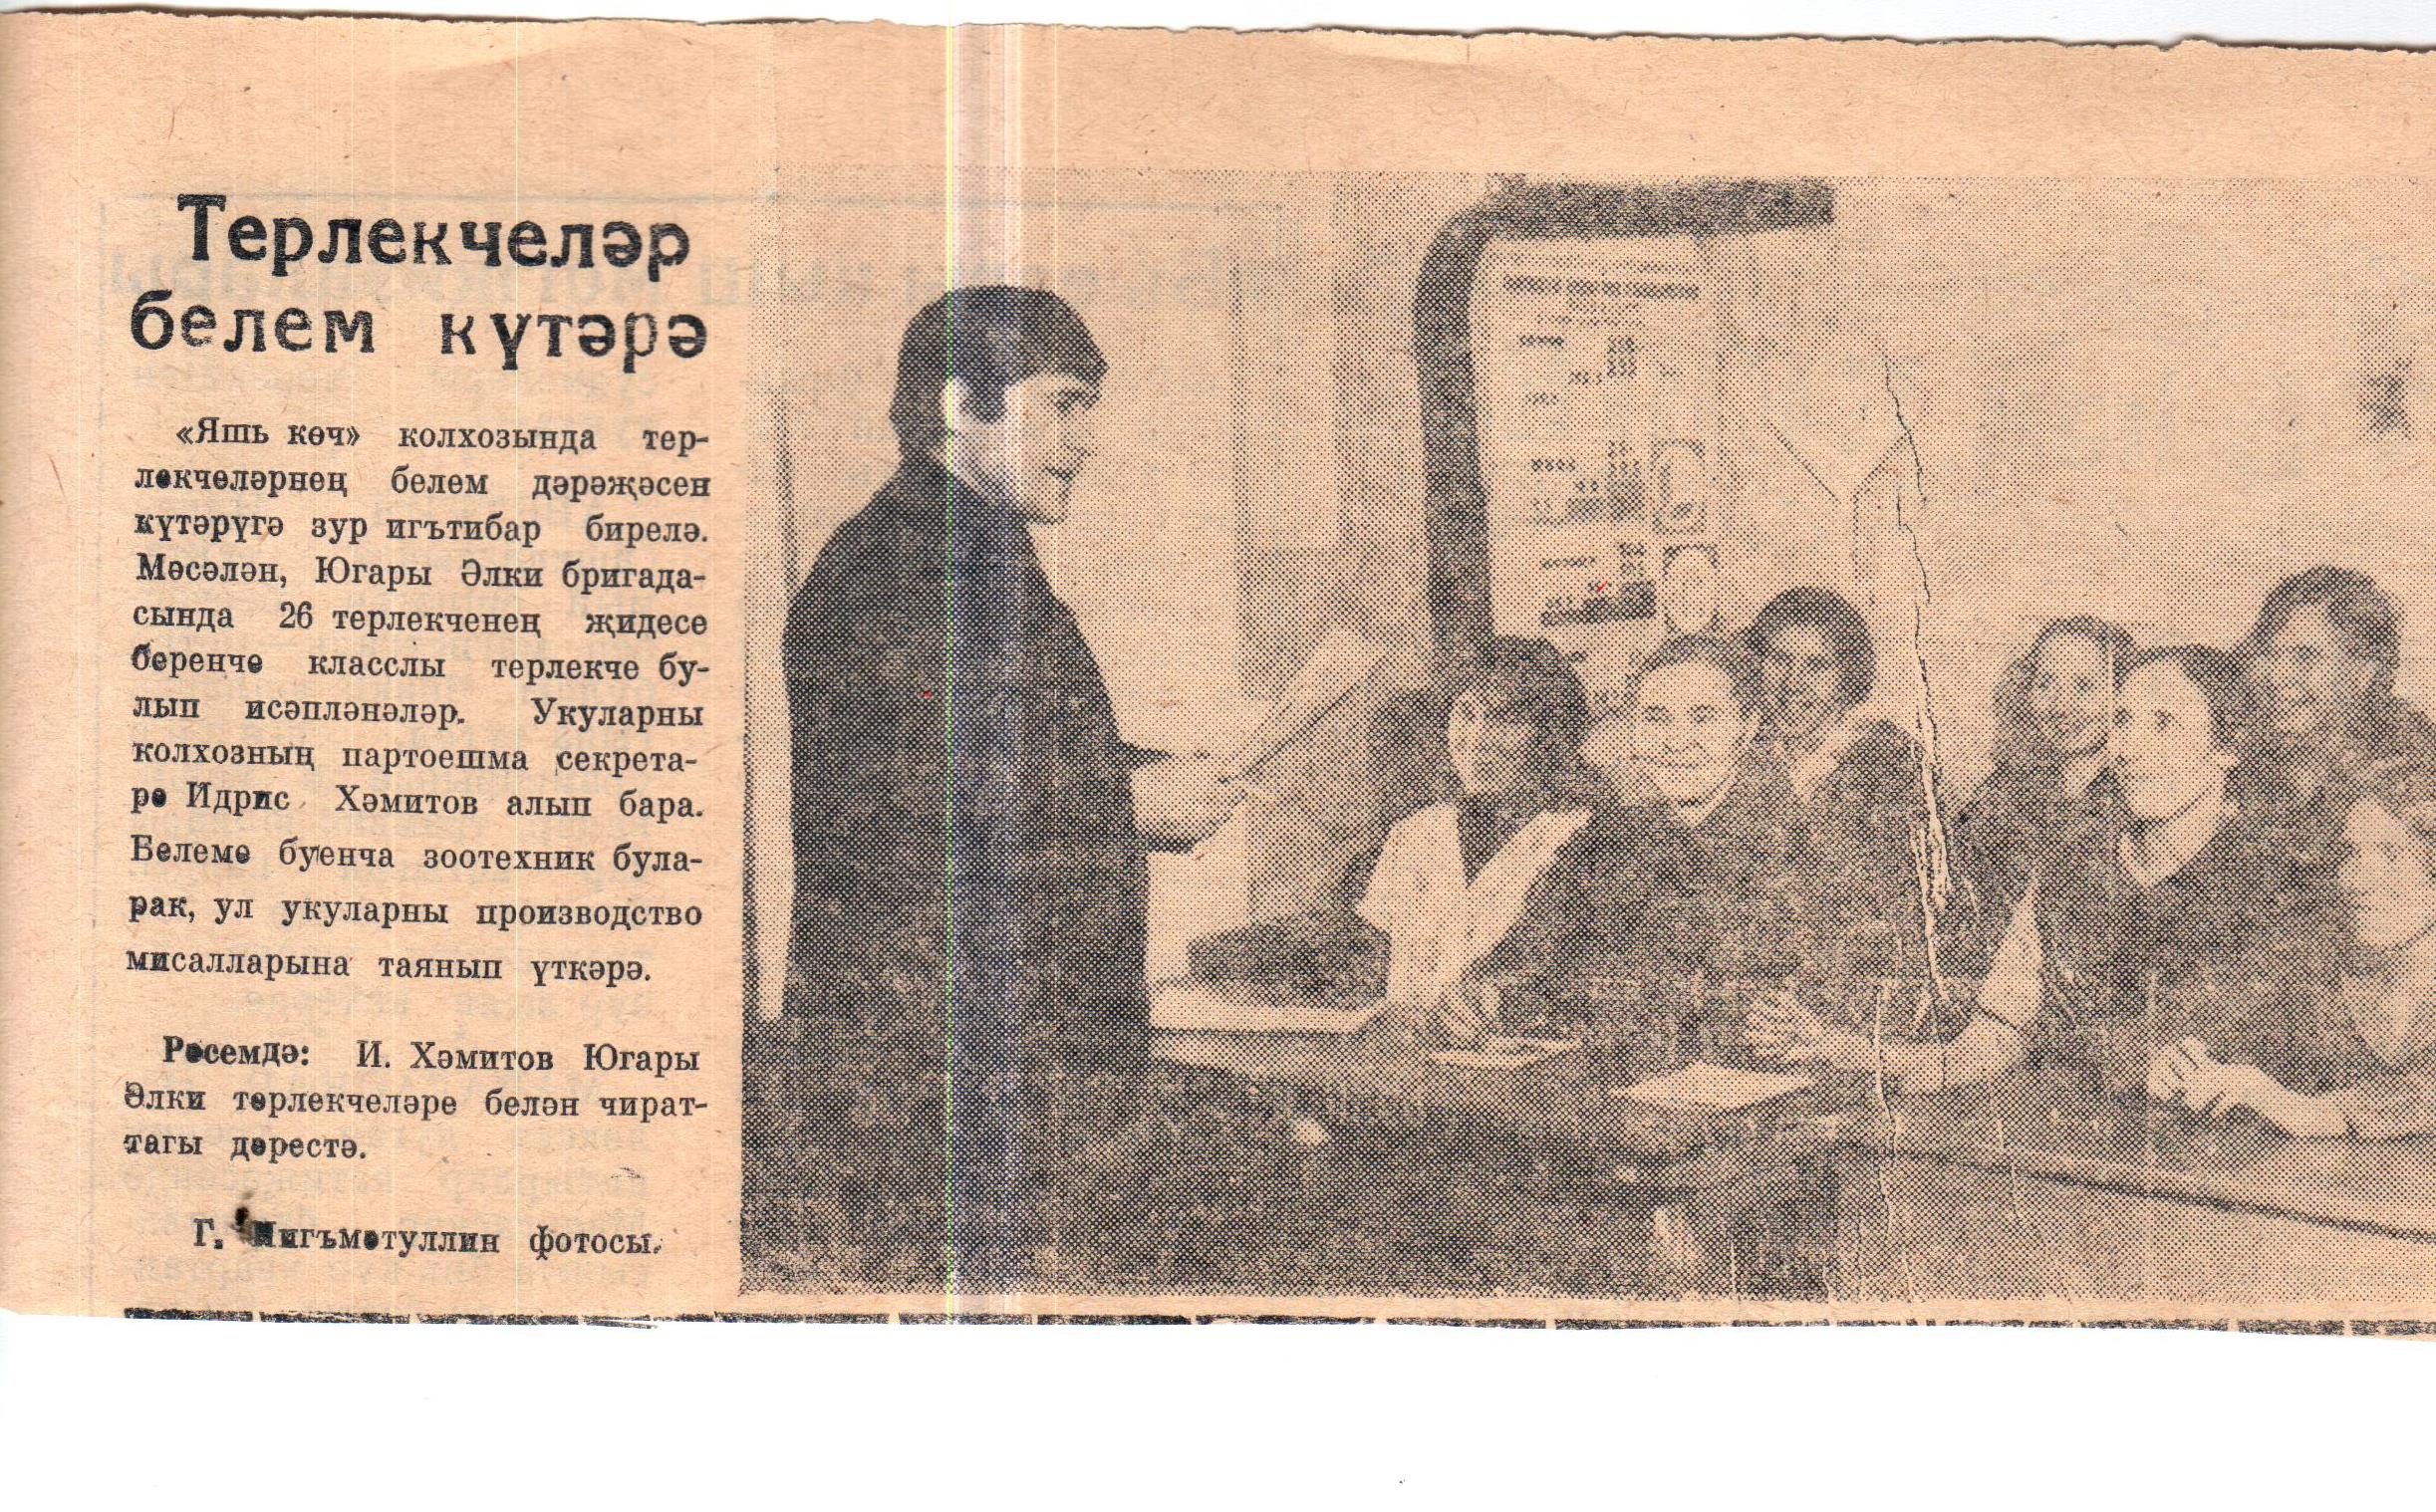 Терлекчеләр
белем күтәрә
«Яшь көч» колхозында тер-
лекчеләрнең белем дәрәҗәсен
күтәрүгә зур игътибар бирелә.
Мәсәлән, Югары Әлки бригада-
сында 26 терлекченең җидесе
беренче класслы терлекче бу-
лып исәпләнәләр. Укуларны
колхозның партоешма секрета-
ре Идрис Хәмитов алып бара.
Белеме буенча зоотехник була-
рак, ул укуларны производство
мисалларына таянып үткәрә.
Рәсемдә: И. Хәмитов Югары
Әлки терлекчеләре белән чират-
тагы дәрестә.
Г. Нигъмәтуллин фотосы.